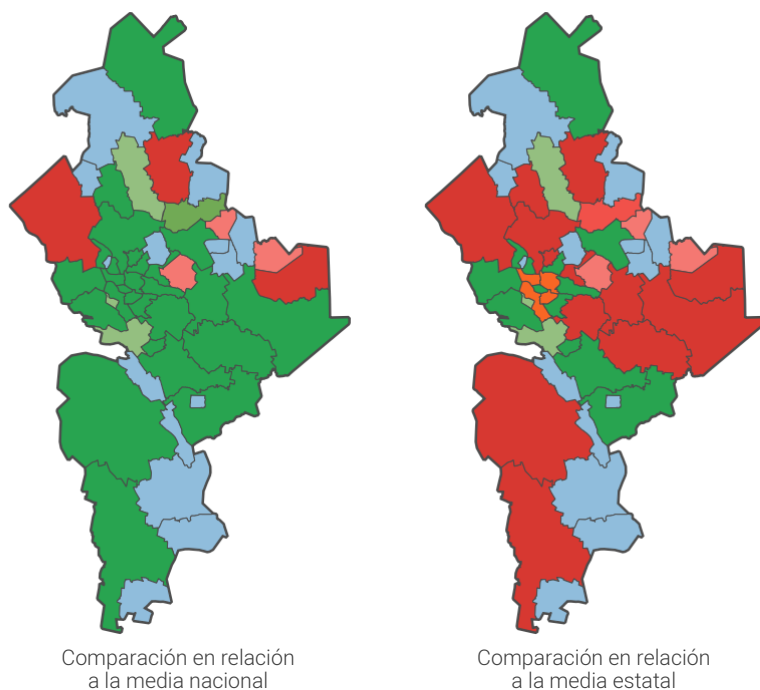 Comparación en relación
a la media nacional
Comparación en relación
a la media estatal